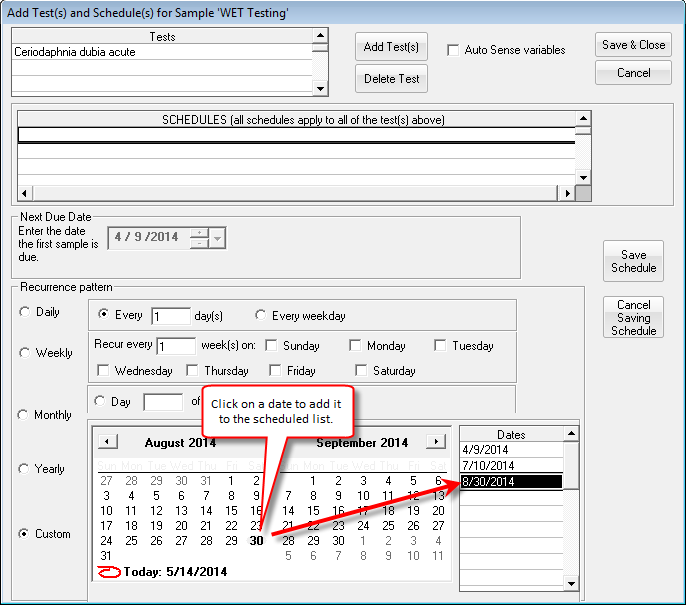 Add Test(s) and Schedule(s) for Sample 'WET Testing'
Tests
Ceriodaphnia dubia acute
Add Test(s)
Delete Test
Auto Sense variables
Save & Close
Cancel
SCHEDULES (all schedules apply to all of the test(s) above)
Next Due Date
Enter the date
the first sample is
due.
4 / 9 /2014
Save
Schedule
Cancel
Saving
Schedule
Recurrence pattern
Daily
Every 1 day(s)
Every weekday
Weekly
Recur every 1 week(s) on:
Sunday
Monday
Tuesday
Wednesday
Thursday
Friday
Saturday
Monthly
Day
of
Click on a date to add it
to the scheduled list.
Yearly
Custom
August 2014
Sun Mon Tue Wed Thu Fri Sat
27 28 29 30 31 1 2
3 4 5 6 7 8 9
10 11 12 13 14 15 16
17 18 19 20 21 22 23
24 25 26 27 28 29 30
31
September 2014
Sun Mon Tue Wed Thu Fri Sat
1 2 3 4 5 6
7 8 9 10 11 12 13
14 15 16 17 18 19 20
21 22 23 24 25 26 27
28 29 30 1 2 3 4
5 6 7 8 9 10 11
Today: 5/14/2014
Dates
4/9/2014
7/10/2014
8/30/2014